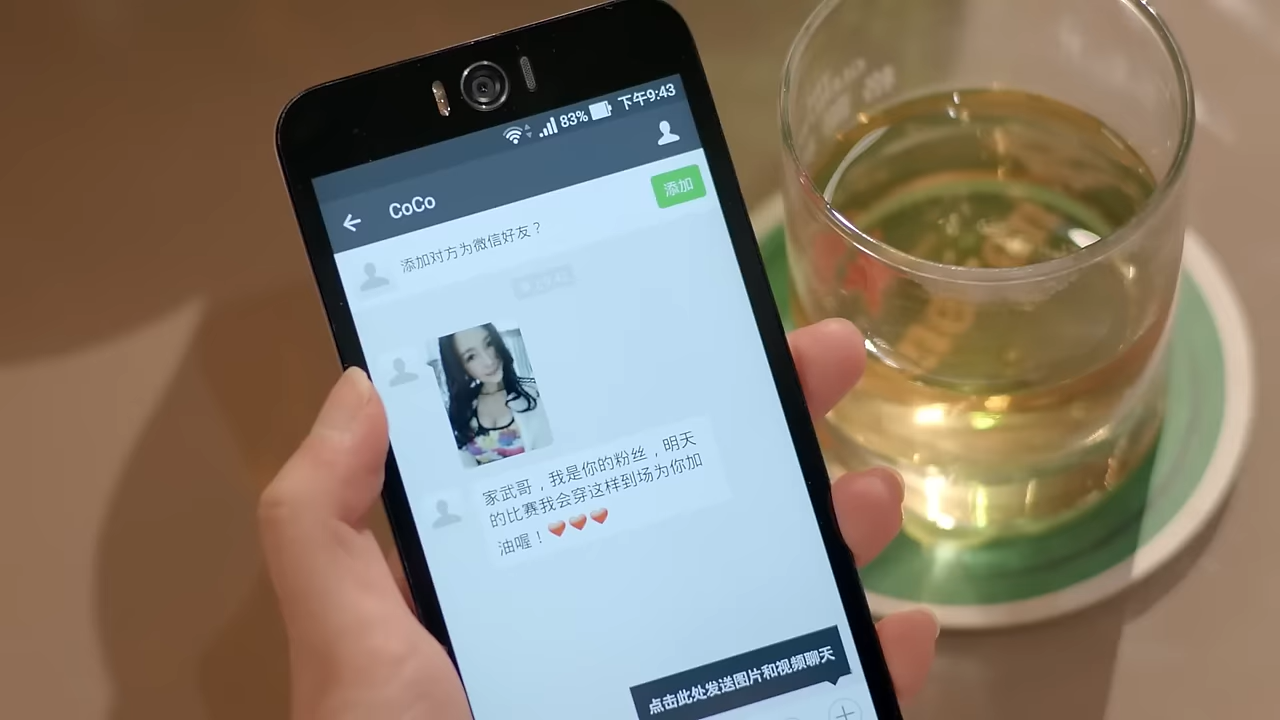 83% 下午9:43
CoCo
添加对方为微信好友？
添加
家武哥，我是你的粉丝，明天
的比赛我会穿这样到场为你加
油喔！❤❤❤
点击此处发送图片和视频聊天